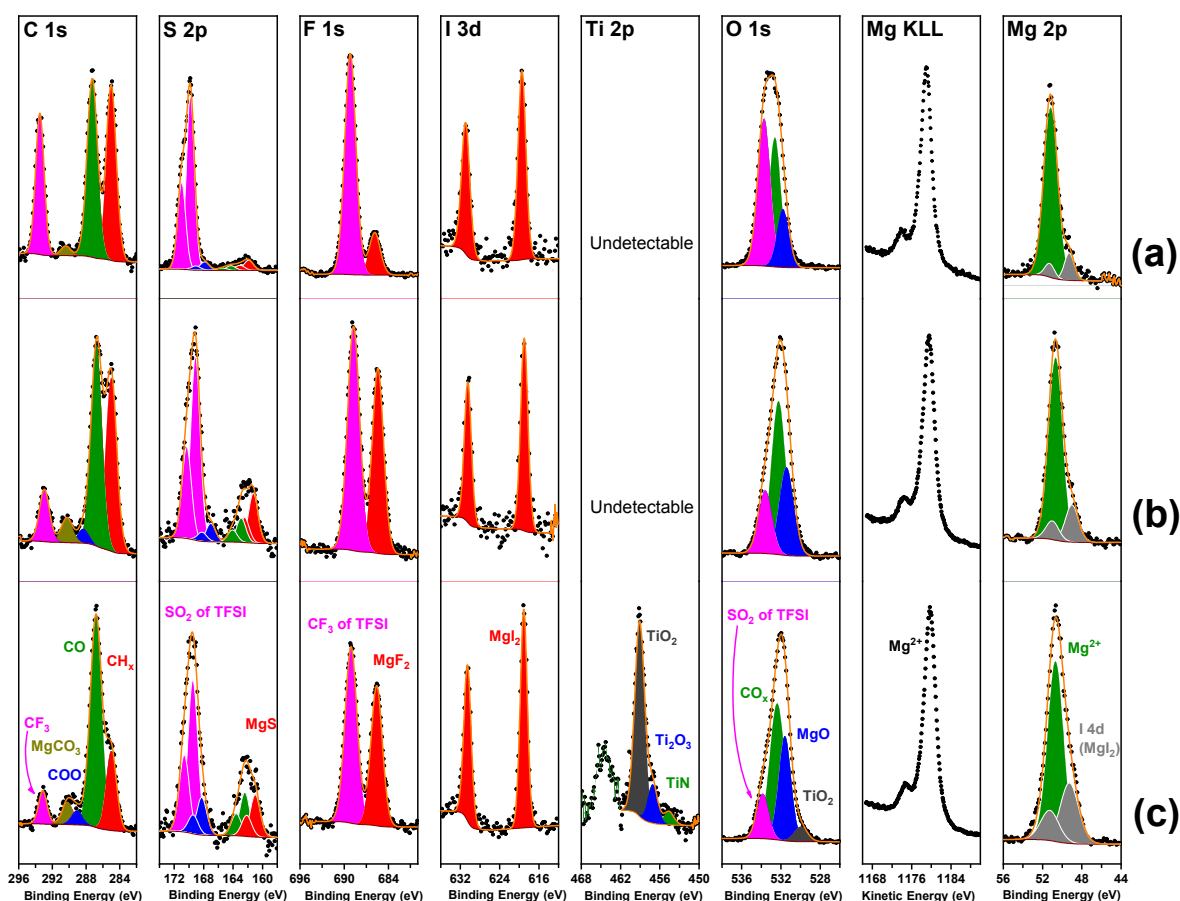 C 1s S 2p F 1s I 3d Ti 2p O 1s Mg KLL Mg 2p
Undetectable
(a)
Undetectable
(b)
SO₂ of TFSI
CF₃ of TFSI
SO₂ of TFSI
CO
CHₓ
CF₃
MgCO₃
COO
MgS
MgF₂
MgI₂
TiO₂
Ti₂O₃
TiN
COₓ
MgO
TiO₂
Mg²⁺
Mg²⁺
I 4d
(MgI₂)
(c)
296 292 288 284 172 168 164 160 696 690 684 632 624 616 468 462 456 450 536 532 528 1168 1176 1184 56 52 48 44
Binding Energy (eV) Binding Energy (eV) Binding Energy (eV) Binding Energy (eV) Binding Energy (eV) Binding Energy (eV) Kinetic Energy (eV) Binding Energy (eV)